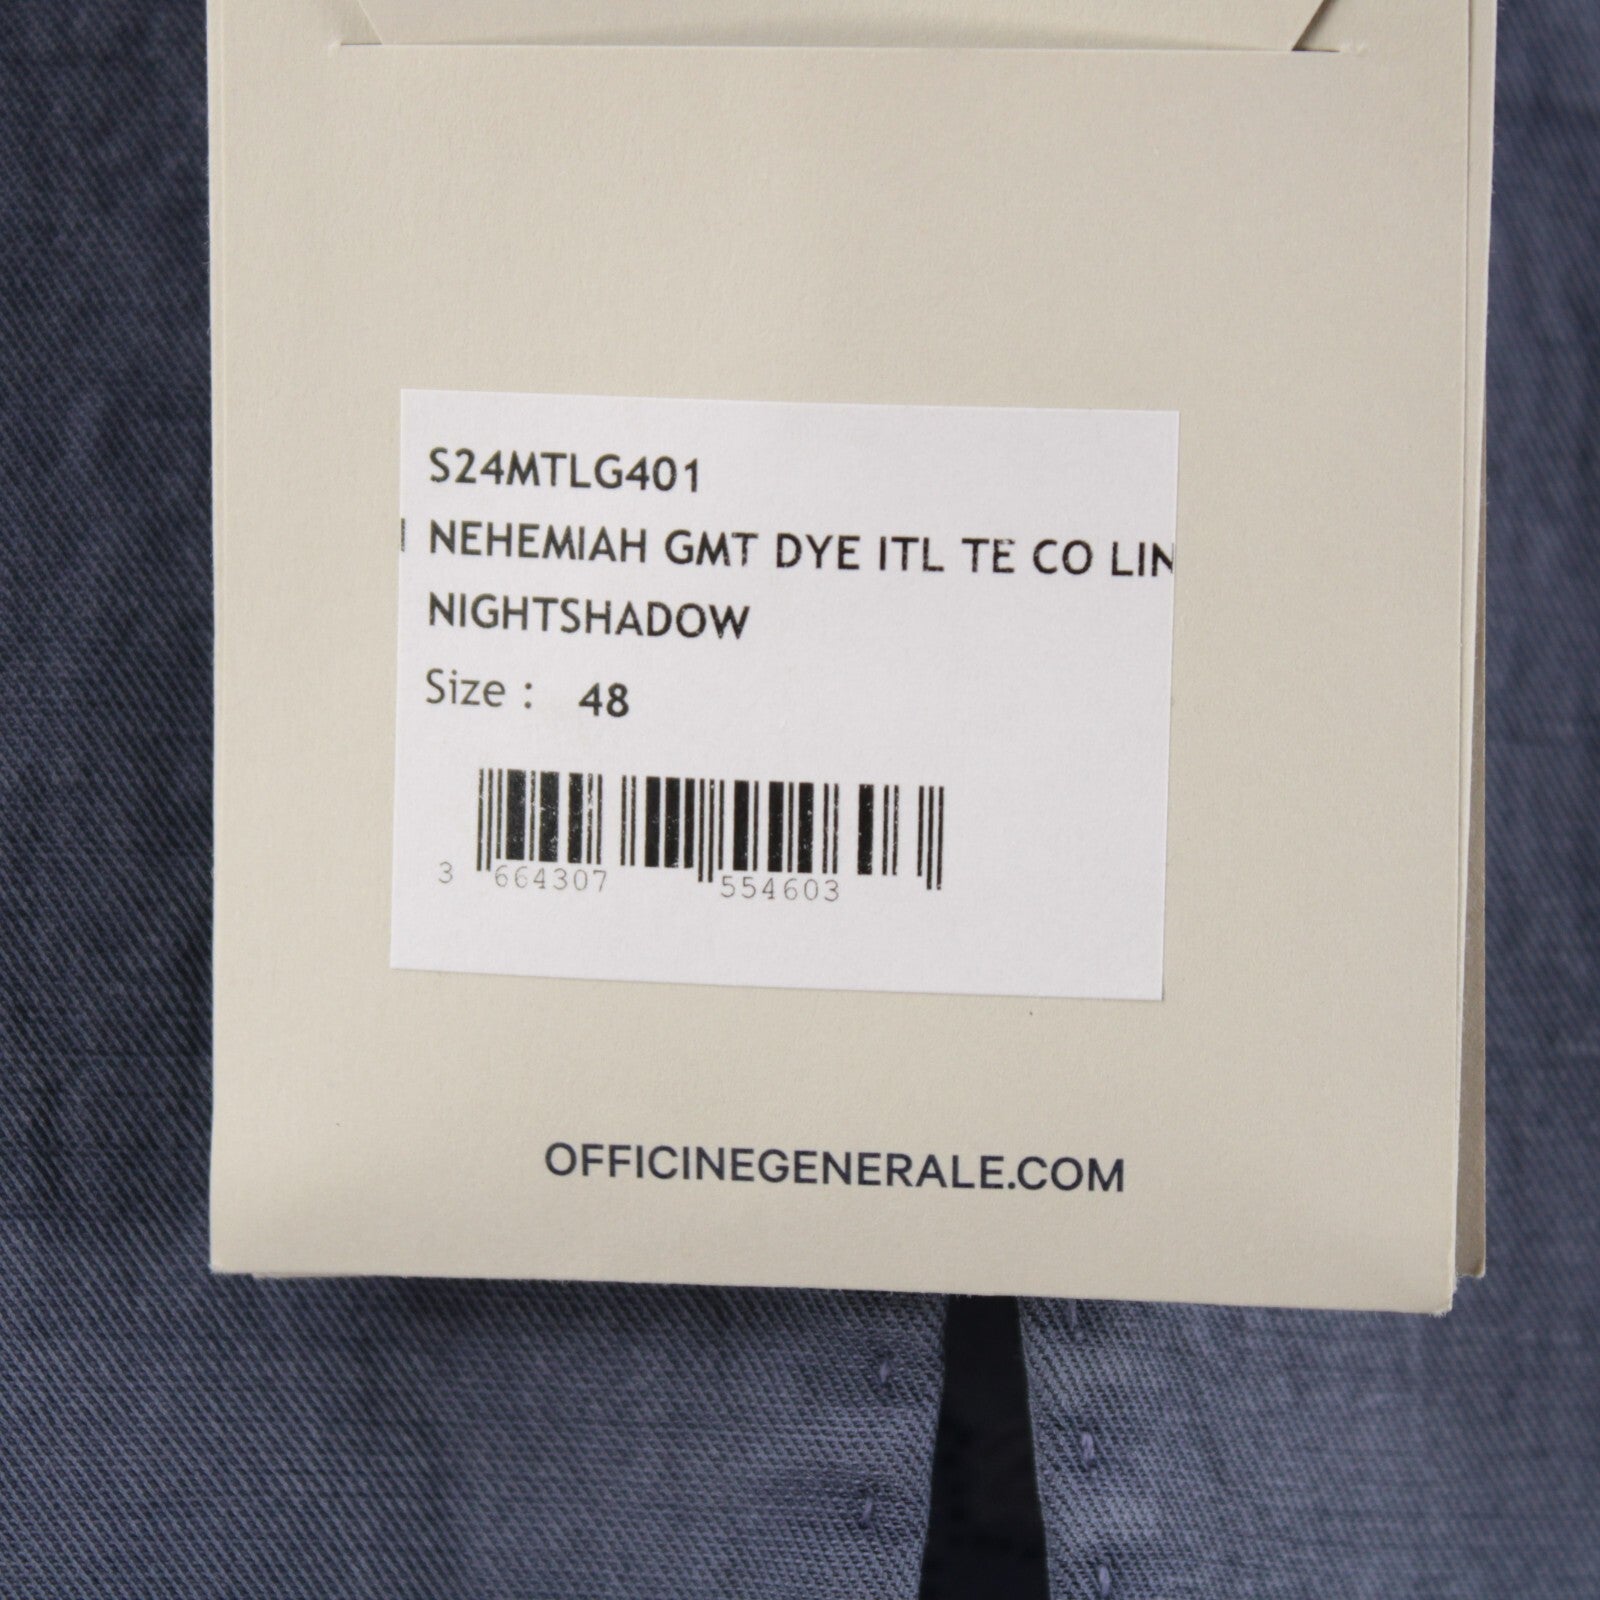 S24MTLG401
NEHEMIAH GMT DYE ITL TE CO LIN
NIGHTSHADOW
Size : 48
3 664307 554603
OFFICINEGENERALE.COM